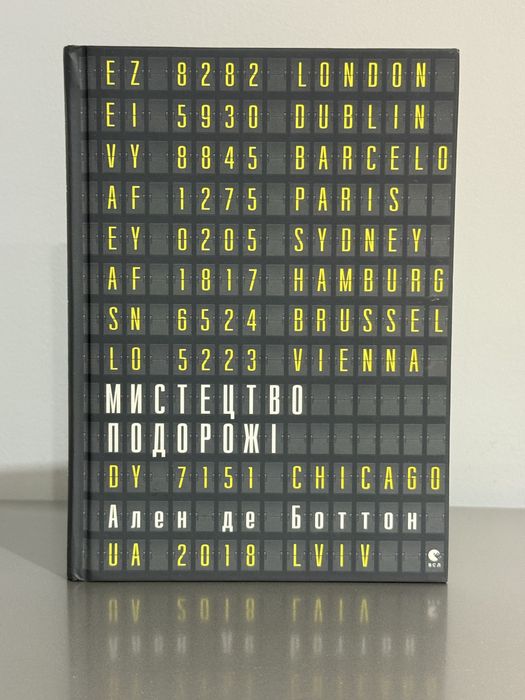 EZ 8282 LONDON
EI 5930 DUBLIN
VY 8845 BARCELO
AF 1275 PARIS
EY 0205 SYDNEY
AF 1817 HAMBURG
SN 6524 BRUSSEL
LO 5223 VIENNA
МИСТЕЦТВО
ПОДОРОЖІ
DY 7151 CHICAGO
Ален де Боттон
UA 2018 LVIV
ВСЛ